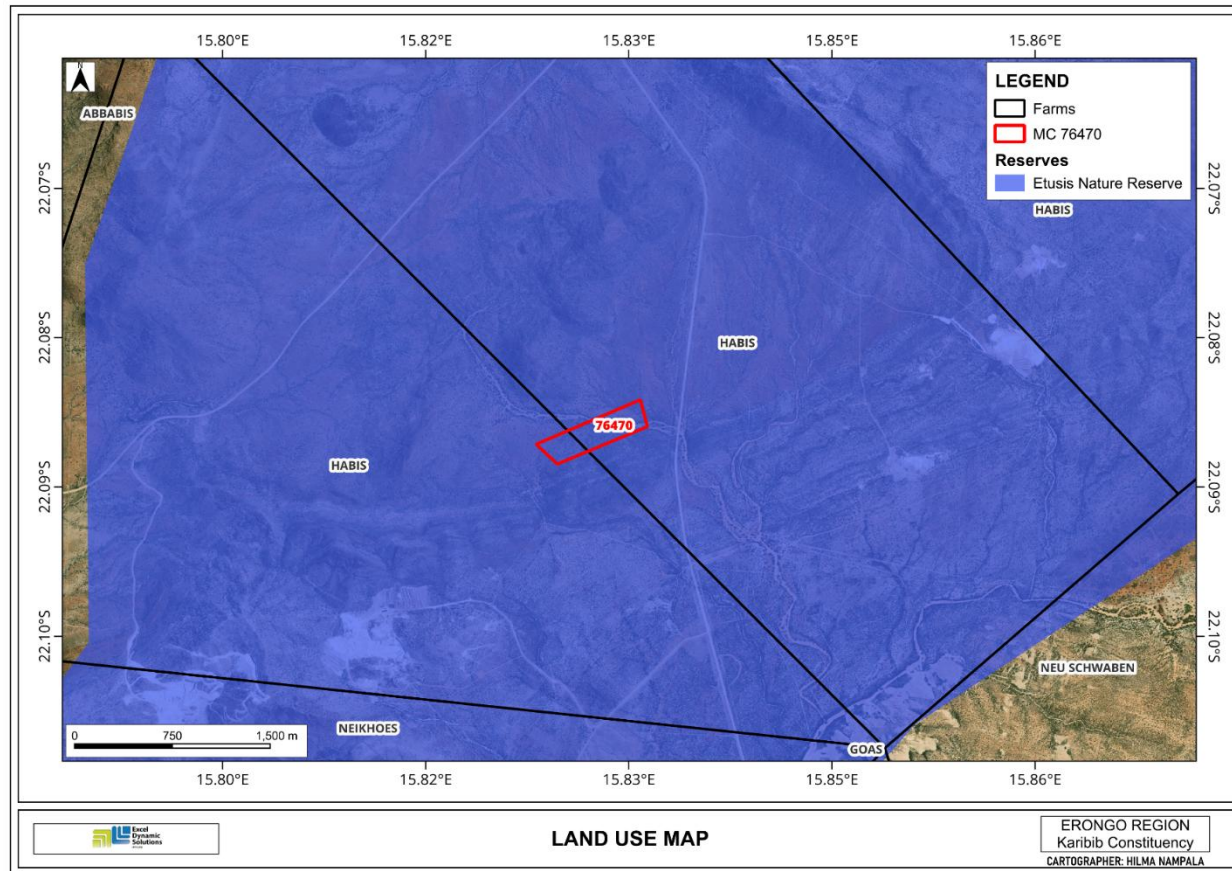 15.80°E 15.82°E 15.83°E 15.85°E 15.86°E
N
ABBABIS
LEGEND
Farms
MC 76470
Reserves
Etusis Nature Reserve
22.07°S
22.07°S
HABIS
22.08°S
HABIS
22.08°S
76470
HABIS
22.09°S
22.09°S
22.10°S
22.10°S
NEU SCHWABEN
NEIKHOES
GOAS
0 750 1,500 m
15.80°E 15.82°E 15.83°E 15.85°E 15.86°E
Excel
Dynamic
Solutions
LAND USE MAP
ERONGO REGION
Karibib Constituency
CARTOGRAPHER: HILMA NAMPALA